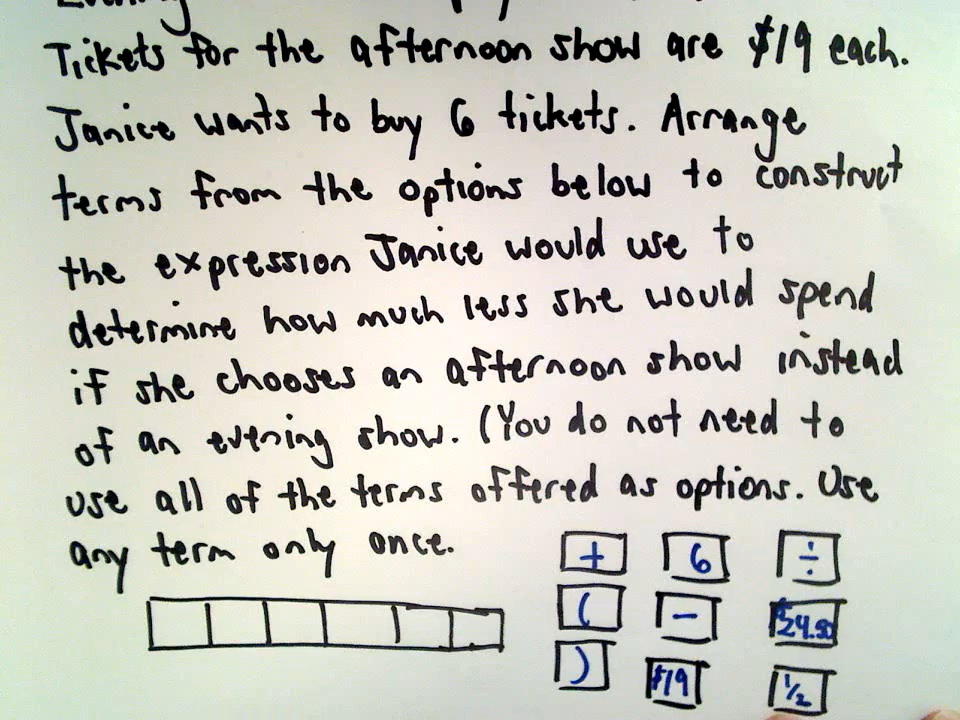 Evening
Tickets for the afternoon show are $19 each.
Janice wants to buy 6 tickets. Arrange
terms from the options below to construct
the expression Janice would use to
determine how much less she would spend
if she chooses an afternoon show instead
of an evening show. (You do not need to
use all of the terms offered as options. Use
any term only once.
+ 6 ÷
( - $24.50
) $19 1/2